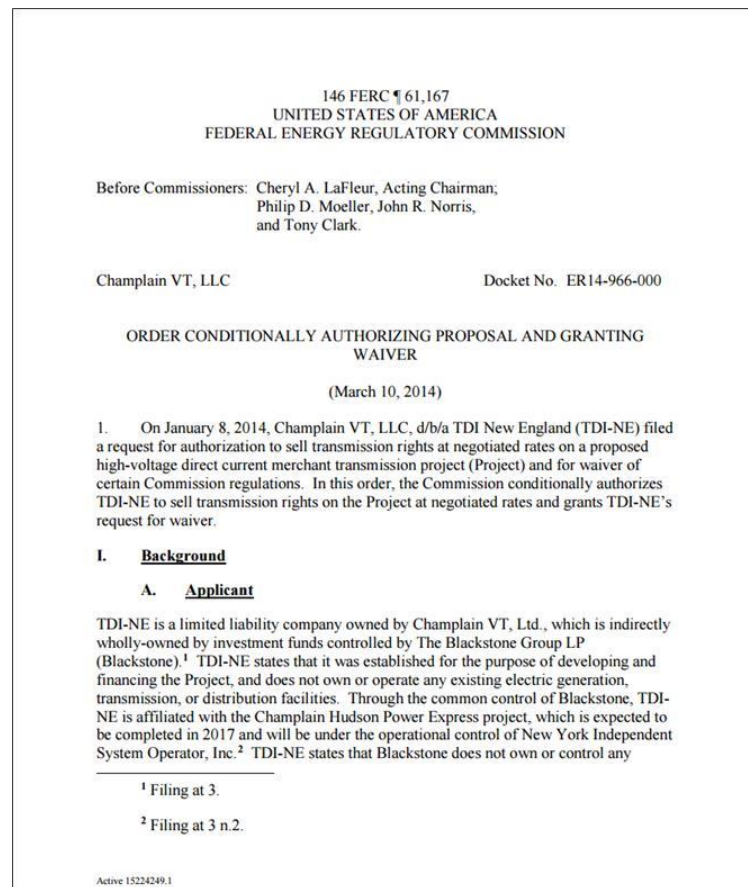 146 FERC ¶ 61,167
UNITED STATES OF AMERICA
FEDERAL ENERGY REGULATORY COMMISSION
Before Commissioners: Cheryl A. LaFleur, Acting Chairman;
Philip D. Moeller, John R. Norris,
and Tony Clark.
Champlain VT, LLC Docket No. ER14-966-000
ORDER CONDITIONALLY AUTHORIZING PROPOSAL AND GRANTING
WAIVER
(March 10, 2014)
1. On January 8, 2014, Champlain VT, LLC, d/b/a TDI New England (TDI-NE) filed
a request for authorization to sell transmission rights at negotiated rates on a proposed
high-voltage direct current merchant transmission project (Project) and for waiver of
certain Commission regulations. In this order, the Commission conditionally authorizes
TDI-NE to sell transmission rights on the Project at negotiated rates and grants TDI-NE's
request for waiver.
I. Background
A. Applicant
TDI-NE is a limited liability company owned by Champlain VT, Ltd., which is indirectly
wholly-owned by investment funds controlled by The Blackstone Group LP
(Blackstone).¹ TDI-NE states that it was established for the purpose of developing and
financing the Project, and does not own or operate any existing electric generation,
transmission, or distribution facilities. Through the common control of Blackstone, TDI-
NE is affiliated with the Champlain Hudson Power Express project, which is expected to
be completed in 2017 and will be under the operational control of New York Independent
System Operator, Inc.² TDI-NE states that Blackstone does not own or control any
¹ Filing at 3.
² Filing at 3 n.2.
Active 15224249.1